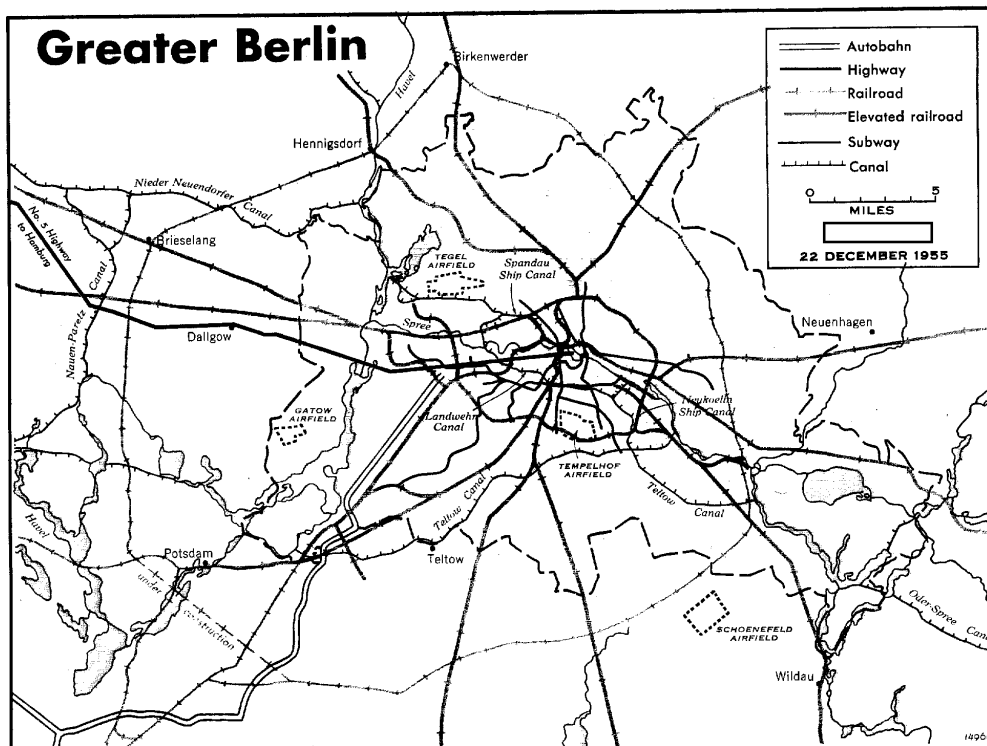 Greater Berlin
Autobahn
Highway
Railroad
Elevated railroad
Subway
Canal
0 5
MILES
22 DECEMBER 1955
Birkenwerder
Havel
Hennigsdorf
Nieder Neuendorfer
Canal
No. 5 Highway
to Hamburg
Brieselang
TEGEL
AIRFIELD
Spandau
Ship Canal
Nauen-Paretz
Canal
Dallgow
Spree
Neuenhagen
GATOW
AIRFIELD
Landwehr
Canal
Neukoelln
Ship Canal
TEMPELHOF
AIRFIELD
Teltow Canal
Teltow
Canal
Havel
Potsdam
Teltow
under
construction
SCHOENEFELD
AIRFIELD
Oder-Spree
Canal
Wildau